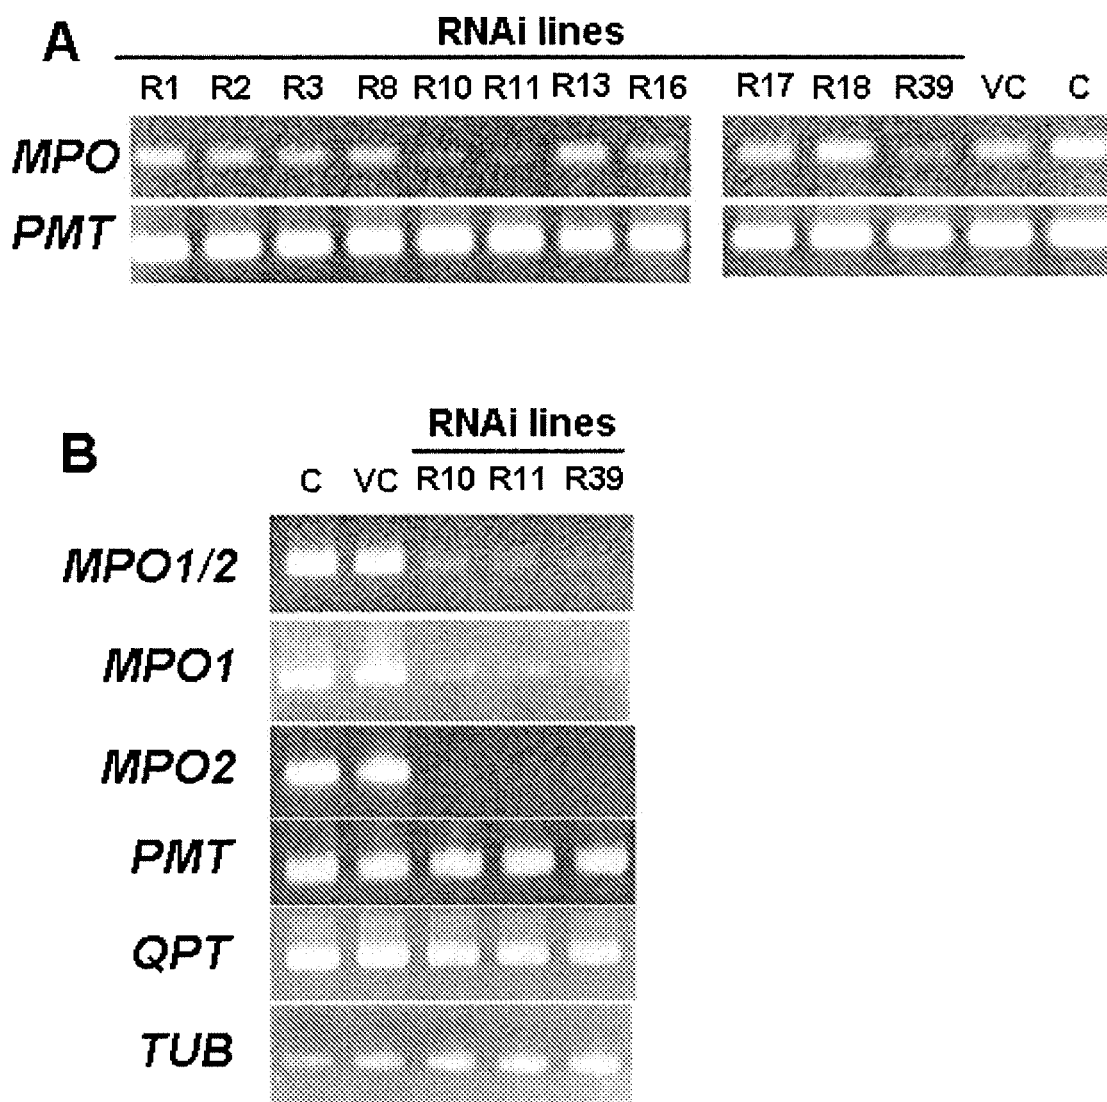 A
RNAi lines
R1 R2 R3 R8 R10 R11 R13 R16 R17 R18 R39 VC C
MPO
PMT
B
RNAi lines
C VC R10 R11 R39
MPO1/2
MPO1
MPO2
PMT
QPT
TUB